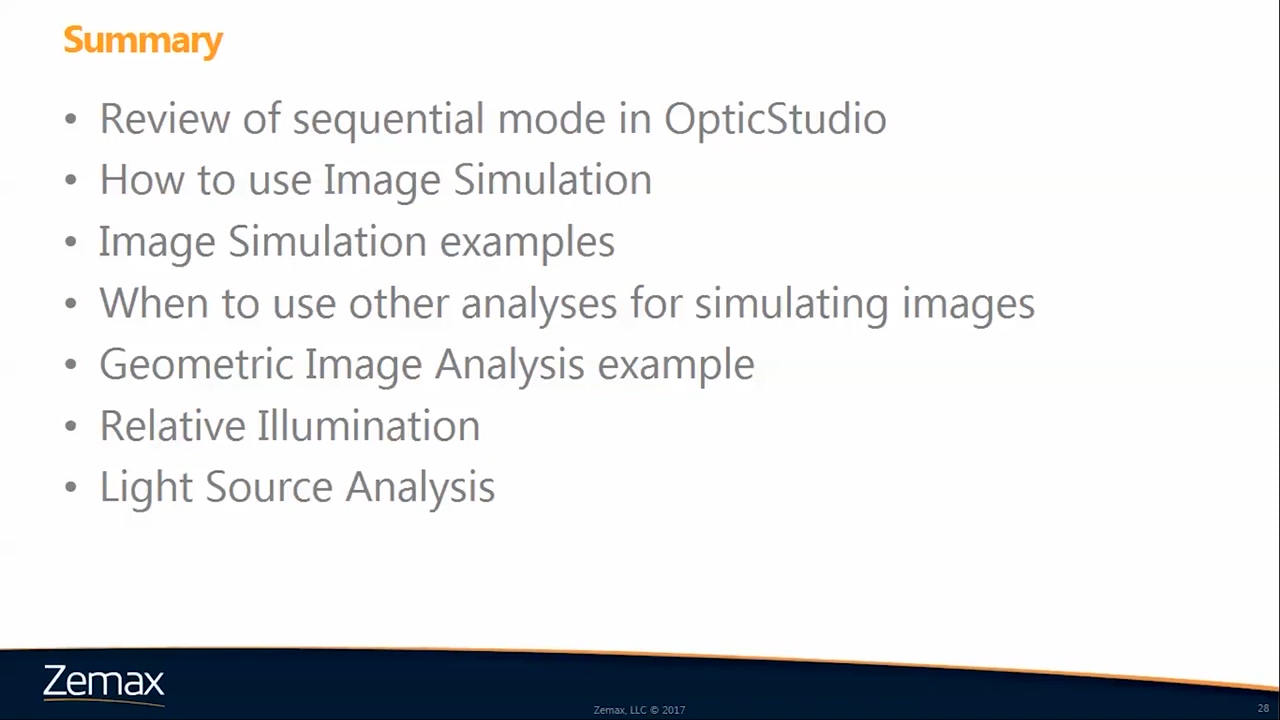 Summary
• Review of sequential mode in OpticStudio
• How to use Image Simulation
• Image Simulation examples
• When to use other analyses for simulating images
• Geometric Image Analysis example
• Relative Illumination
• Light Source Analysis
Zemax
Zemax, LLC © 2017
28